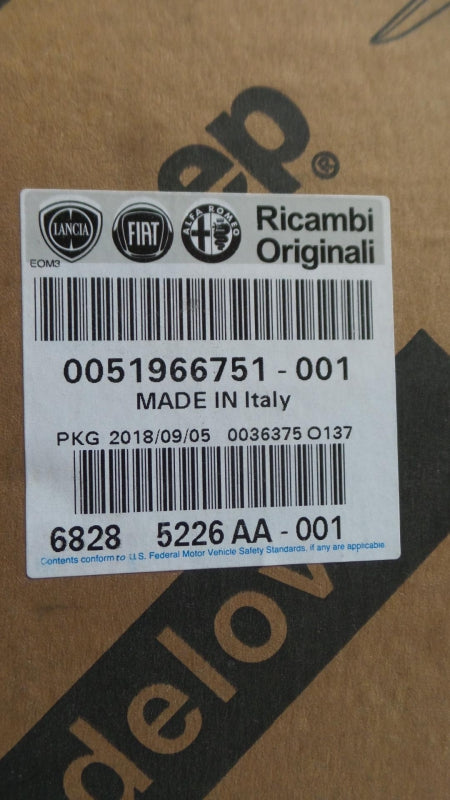 ep®
LANCIA
FIAT
ALFA ROMEO
Ricambi
Originali
EOM3
0051966751 - 001
MADE IN Italy
PKG 2018/09/05 0036375 O137
6828 5226 AA - 001
Contents conform to U.S. Federal Motor Vehicle Safety Standards. if any are applicable
delov